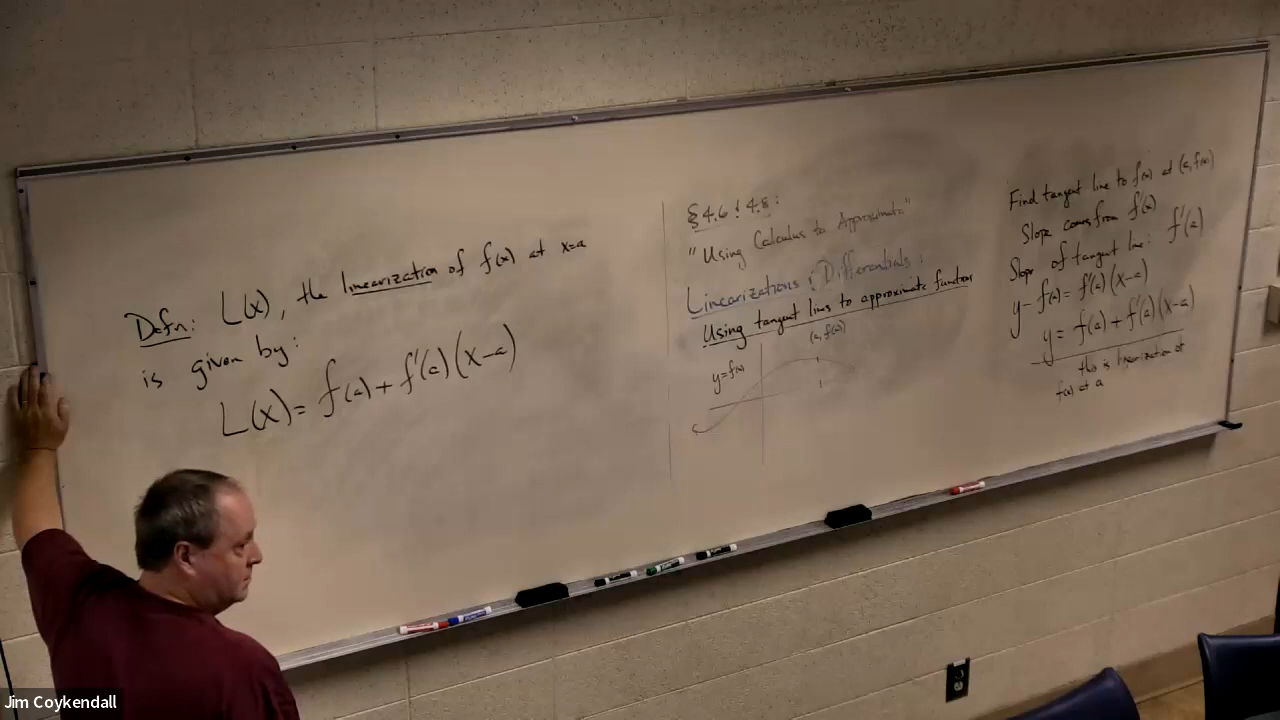 Defn: L(x), the linearization of f(x) at x=a
is given by:
L(x)= f(a) + f'(a)(x-a)
§ 4.6 & 4.8:
"Using Calculus to Approximate"
Linearizations & Differentials:
Using tangent lines to approximate functions
(a, f(a))
y=f(x)
Find tangent line to f(x) at (a, f(a))
Slope comes from f'(x)
Slope of tangent line: f'(a)
y-f(a)= f'(a)(x-a)
y= f(a) + f'(a)(x-a)
this is linearization of
f(x) at a
Jim Coykendall